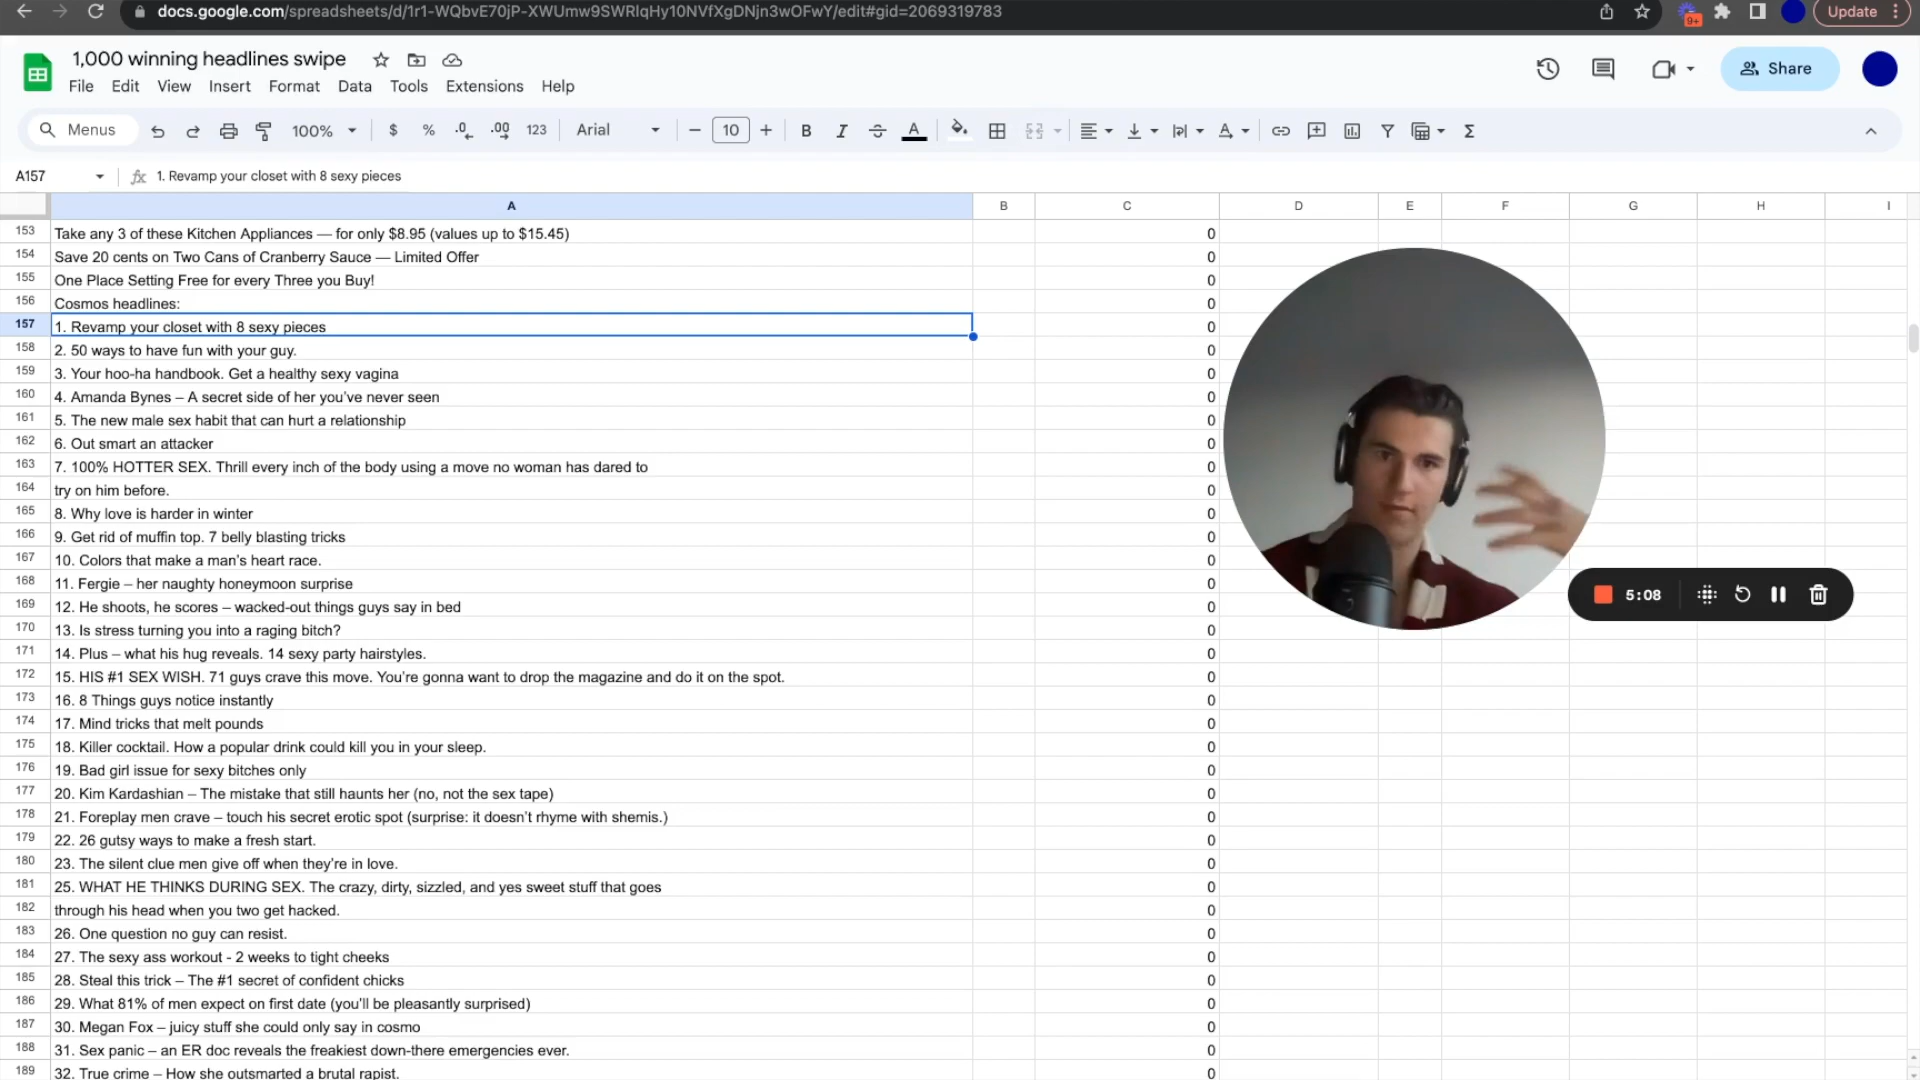 docs.google.com/spreadsheets/d/1r1-WQbvE70jP-XWUmw9SWRlqHy10NVfXgDNjn3wOFwY/edit#gid=2069319783
9+
Update
1,000 winning headlines swipe
File Edit View Insert Format Data Tools Extensions Help
Share
Menus 100% $ % .0 .00 123 Arial 10 B I A
A157 fx 1. Revamp your closet with 8 sexy pieces
A B C D E F G H I
153 Take any 3 of these Kitchen Appliances — for only $8.95 (values up to $15.45) 0
154 Save 20 cents on Two Cans of Cranberry Sauce — Limited Offer 0
155 One Place Setting Free for every Three you Buy! 0
156 Cosmos headlines: 0
157 1. Revamp your closet with 8 sexy pieces 0
158 2. 50 ways to have fun with your guy. 0
159 3. Your hoo-ha handbook. Get a healthy sexy vagina 0
160 4. Amanda Bynes – A secret side of her you've never seen 0
161 5. The new male sex habit that can hurt a relationship 0
162 6. Out smart an attacker 0
163 7. 100% HOTTER SEX. Thrill every inch of the body using a move no woman has dared to 0
164 try on him before. 0
165 8. Why love is harder in winter 0
166 9. Get rid of muffin top. 7 belly blasting tricks 0
167 10. Colors that make a man's heart race. 0
168 11. Fergie – her naughty honeymoon surprise 0
169 12. He shoots, he scores – wacked-out things guys say in bed 0
170 13. Is stress turning you into a raging bitch? 0
171 14. Plus – what his hug reveals. 14 sexy party hairstyles. 0
172 15. HIS #1 SEX WISH. 71 guys crave this move. You're gonna want to drop the magazine and do it on the spot. 0
173 16. 8 Things guys notice instantly 0
174 17. Mind tricks that melt pounds 0
175 18. Killer cocktail. How a popular drink could kill you in your sleep. 0
176 19. Bad girl issue for sexy bitches only 0
177 20. Kim Kardashian – The mistake that still haunts her (no, not the sex tape) 0
178 21. Foreplay men crave – touch his secret erotic spot (surprise: it doesn't rhyme with shemis.) 0
179 22. 26 gutsy ways to make a fresh start. 0
180 23. The silent clue men give off when they're in love. 0
181 25. WHAT HE THINKS DURING SEX. The crazy, dirty, sizzled, and yes sweet stuff that goes 0
182 through his head when you two get hacked. 0
183 26. One question no guy can resist. 0
184 27. The sexy ass workout - 2 weeks to tight cheeks 0
185 28. Steal this trick – The #1 secret of confident chicks 0
186 29. What 81% of men expect on first date (you'll be pleasantly surprised) 0
187 30. Megan Fox – juicy stuff she could only say in cosmo 0
188 31. Sex panic – an ER doc reveals the freakiest down-there emergencies ever. 0
189 32. True crime – How she outsmarted a brutal rapist. 0
5:08